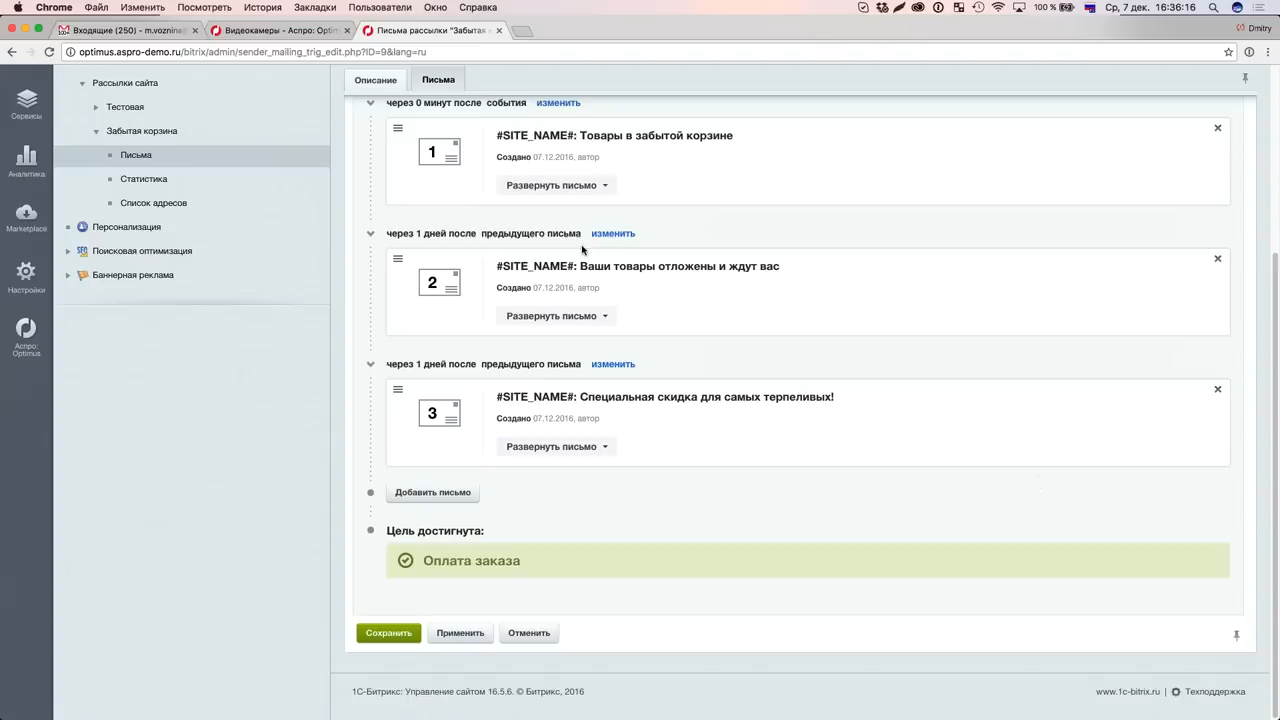 Chrome Файл Изменить Посмотреть История Закладки Пользователи Окно Справка 100 % Ср, 7 дек. 16:36:16
Входящие (250) - m.voznina@ Видеокамеры - Аспро: Optim Письма рассылки "Забытая к Dmitry
optimus.aspro-demo.ru/bitrix/admin/sender_mailing_trig_edit.php?ID=9&lang=ru
Сервисы
Аналитика
Marketplace
Настройки
Аспро:
Optimus
Рассылки сайта
Тестовая
Забытая корзина
Письма
Статистика
Список адресов
Персонализация
Поисковая оптимизация
Баннерная реклама
Описание Письма
через 0 минут после события изменить
1
#SITE_NAME#: Товары в забытой корзине
Создано 07.12.2016, автор
Развернуть письмо
через 1 дней после предыдущего письма изменить
2
#SITE_NAME#: Ваши товары отложены и ждут вас
Создано 07.12.2016, автор
Развернуть письмо
через 1 дней после предыдущего письма изменить
3
#SITE_NAME#: Специальная скидка для самых терпеливых!
Создано 07.12.2016, автор
Развернуть письмо
Добавить письмо
Цель достигнута:
Оплата заказа
Сохранить Применить Отменить
1С-Битрикс: Управление сайтом 16.5.6. © Битрикс, 2016 www.1c-bitrix.ru | Техподдержка